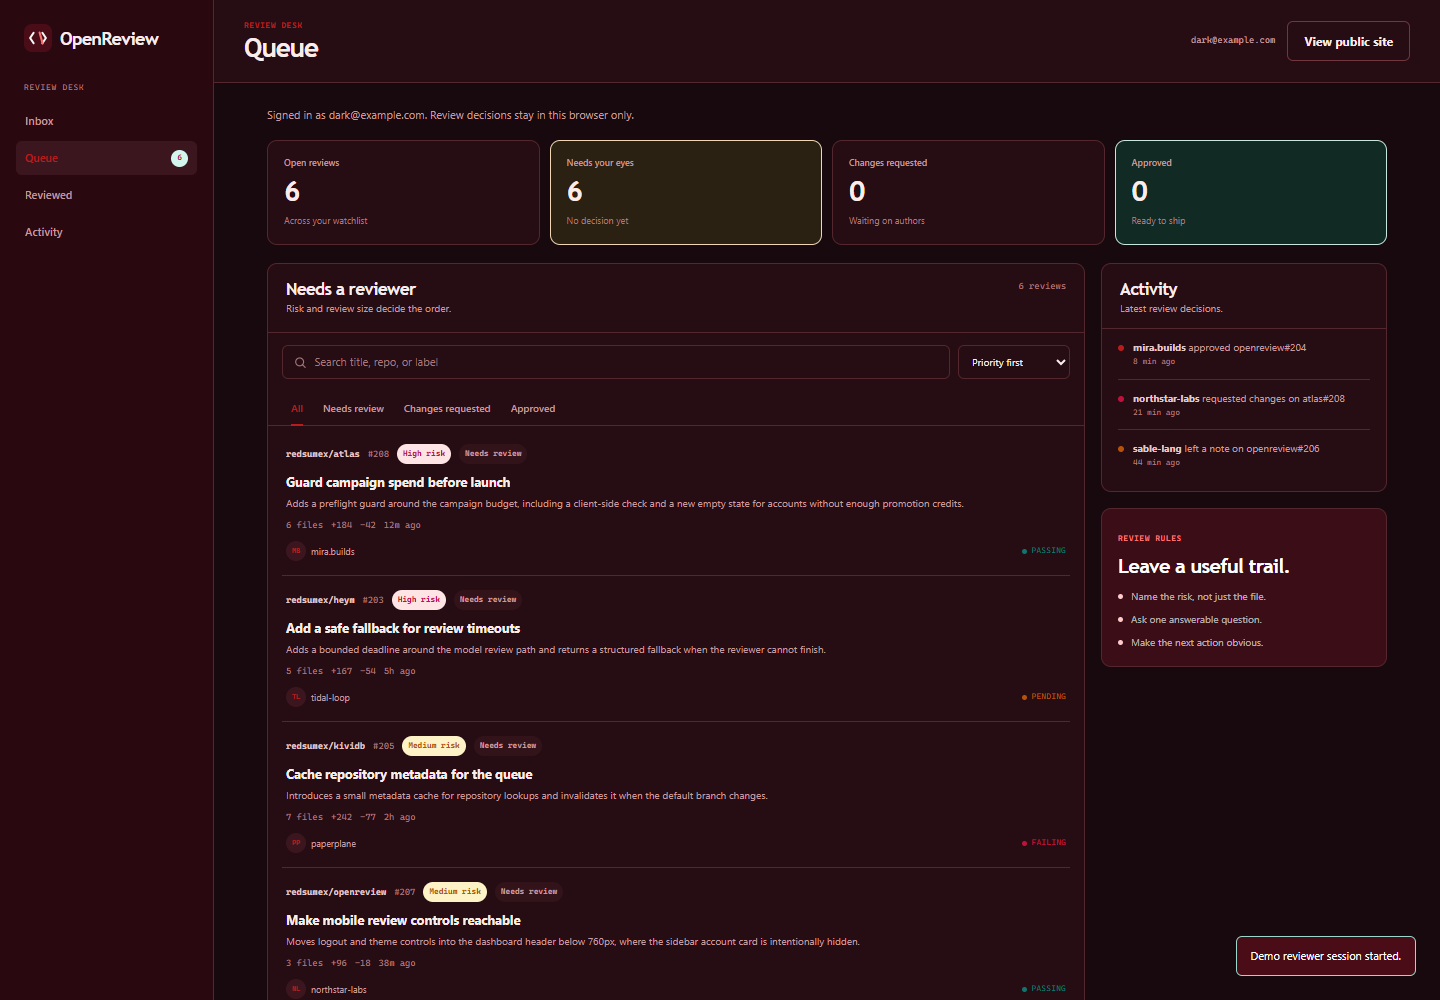 OpenReview
REVIEW DESK
Inbox
Queue
6
Reviewed
Activity
REVIEW DESK
Queue
dark@example.com
View public site
Signed in as dark@example.com. Review decisions stay in this browser only.
Open reviews
6
Across your watchlist
Needs your eyes
6
No decision yet
Changes requested
0
Waiting on authors
Approved
0
Ready to ship
Needs a reviewer
6 reviews
Risk and review size decide the order.
Search title, repo, or label
Priority first
All
Needs review
Changes requested
Approved
redsumex/atlas #208 High risk Needs review
Guard campaign spend before launch
Adds a preflight guard around the campaign budget, including a client-side check and a new empty state for accounts without enough promotion credits.
6 files +184 −42 12m ago
MB mira.builds
PASSING
redsumex/heym #203 High risk Needs review
Add a safe fallback for review timeouts
Adds a bounded deadline around the model review path and returns a structured fallback when the reviewer cannot finish.
5 files +167 −54 5h ago
TL tidal-loop
PENDING
redsumex/kividb #205 Medium risk Needs review
Cache repository metadata for the queue
Introduces a small metadata cache for repository lookups and invalidates it when the default branch changes.
7 files +242 −77 2h ago
PP paperplane
FAILING
redsumex/openreview #207 Medium risk Needs review
Make mobile review controls reachable
Moves logout and theme controls into the dashboard header below 760px, where the sidebar account card is intentionally hidden.
3 files +96 −18 38m ago
NL northstar-labs
PASSING
Activity
Latest review decisions.
mira.builds approved openreview#204
8 min ago
northstar-labs requested changes on atlas#208
21 min ago
sable-lang left a note on openreview#206
44 min ago
REVIEW RULES
Leave a useful trail.
Name the risk, not just the file.
Ask one answerable question.
Make the next action obvious.
Demo reviewer session started.